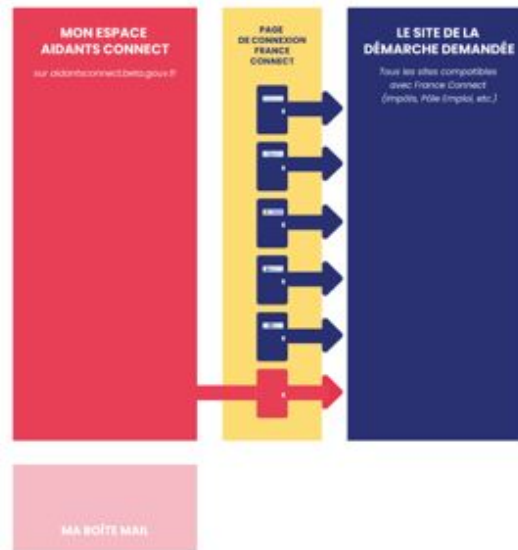 MON ESPACE
AIDANTS CONNECT
sur aidantsconnect.beta.gouv.fr
PAGE
DE CONNEXION
FRANCE
CONNECT
LE SITE DE LA
DÉMARCHE DEMANDÉE
Tous les sites compatibles
avec France Connect
(Impôts, Pôle Emploi, etc.)
MA BOÎTE MAIL